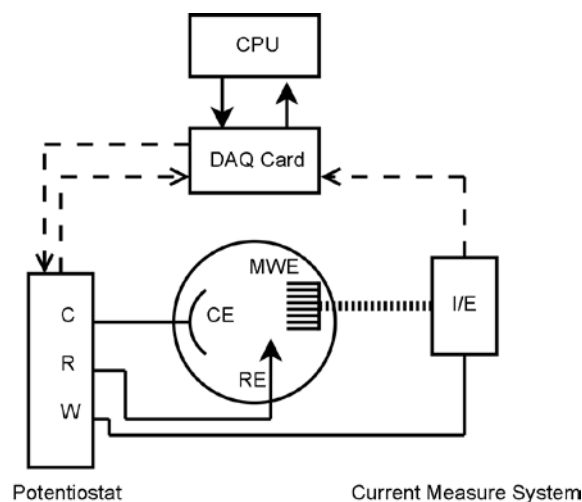 CPU
DAQ Card
MWE
C
CE
I/E
R
RE
W
Potentiostat
Current Measure System